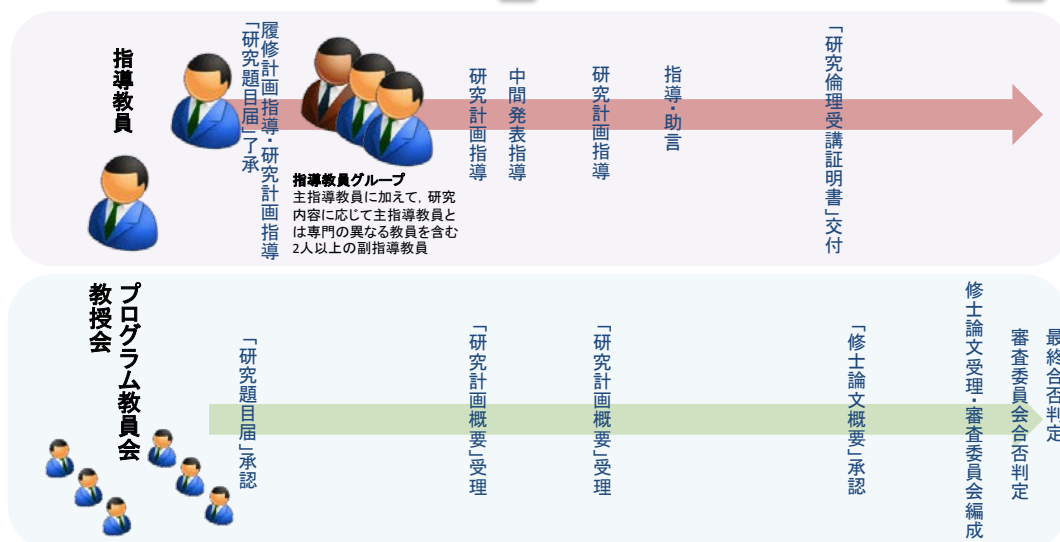 指導教員
履修計画指導・研究計画指導
「研究題目届」了承
指導教員グループ
主指導教員に加えて，研究
内容に応じて主指導教員と
は専門の異なる教員を含む
2人以上の副指導教員
研究計画指導
中間発表指導
研究計画指導
指導・助言
「研究倫理受講証明書」交付
プログラム教員会
教授会
「研究題目届」承認
「研究計画概要」受理
「研究計画概要」受理
「修士論文概要」承認
修士論文受理・審査委員会編成
審査委員会合否判定
最終合否判定